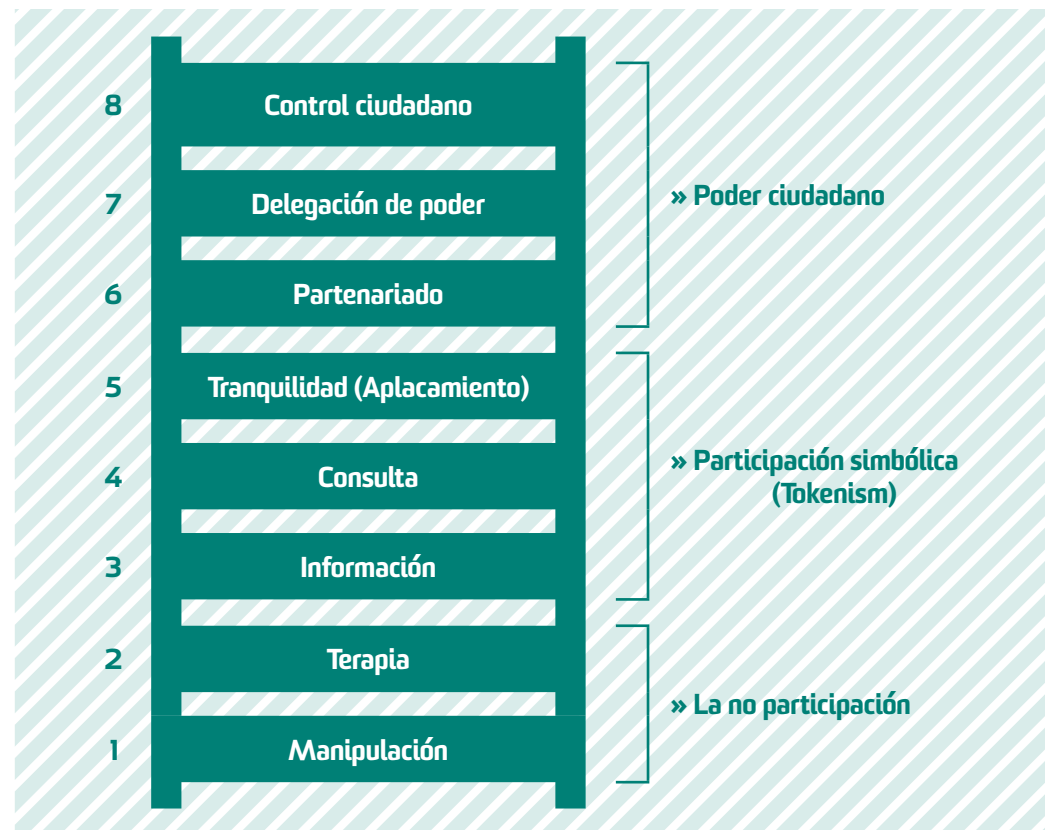 8 Control ciudadano
7 Delegación de poder
» Poder ciudadano
6 Partenariado
5 Tranquilidad (Aplacamiento)
4 Consulta
» Participación simbólica
(Tokenism)
3 Información
2 Terapia
» La no participación
1 Manipulación